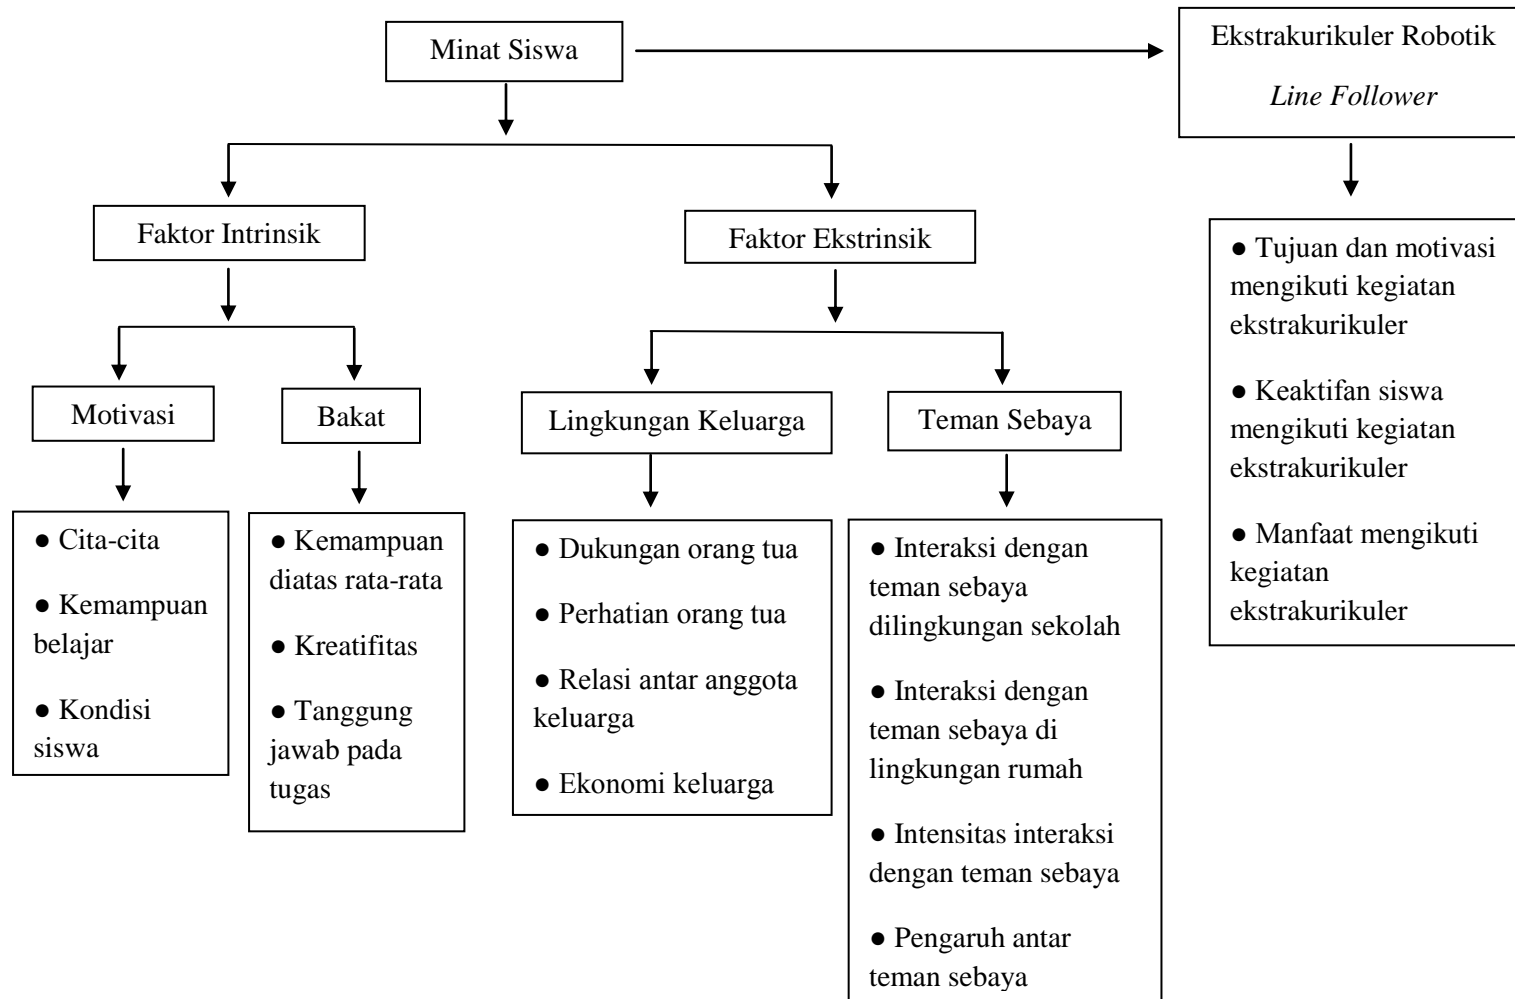 Minat Siswa
Ekstrakurikuler Robotik
Line Follower
Faktor Intrinsik
Faktor Ekstrinsik
Motivasi
Bakat
Lingkungan Keluarga
Teman Sebaya
● Cita-cita
● Kemampuan
belajar
● Kondisi
siswa
● Kemampuan
diatas rata-rata
● Kreatifitas
● Tanggung
jawab pada
tugas
● Dukungan orang tua
● Perhatian orang tua
● Relasi antar anggota
keluarga
● Ekonomi keluarga
● Interaksi dengan
teman sebaya
dilingkungan sekolah
● Interaksi dengan
teman sebaya di
lingkungan rumah
● Intensitas interaksi
dengan teman sebaya
● Pengaruh antar
teman sebaya
● Tujuan dan motivasi
mengikuti kegiatan
ekstrakurikuler
● Keaktifan siswa
mengikuti kegiatan
ekstrakurikuler
● Manfaat mengikuti
kegiatan
ekstrakurikuler